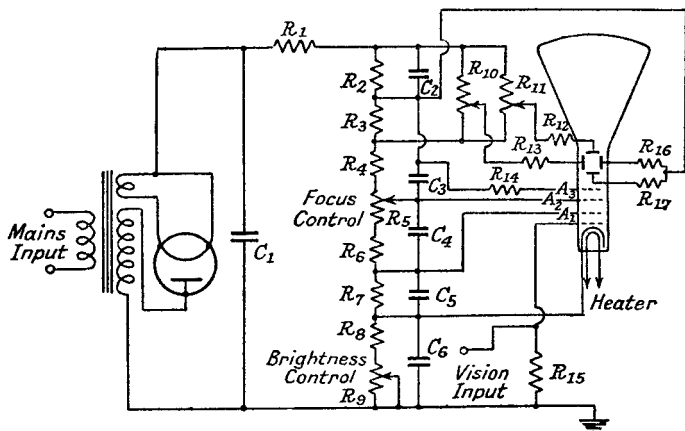 R1
R2
C2
R10
R11
R3
R12
R13
R16
R4
R14
A3
C3
R17
Focus
Control
R5
A2
A1
Mains
Input
C1
C4
R6
Heater
R7
C5
R8
C6
Brightness
Control
R9
Vision
Input
R15